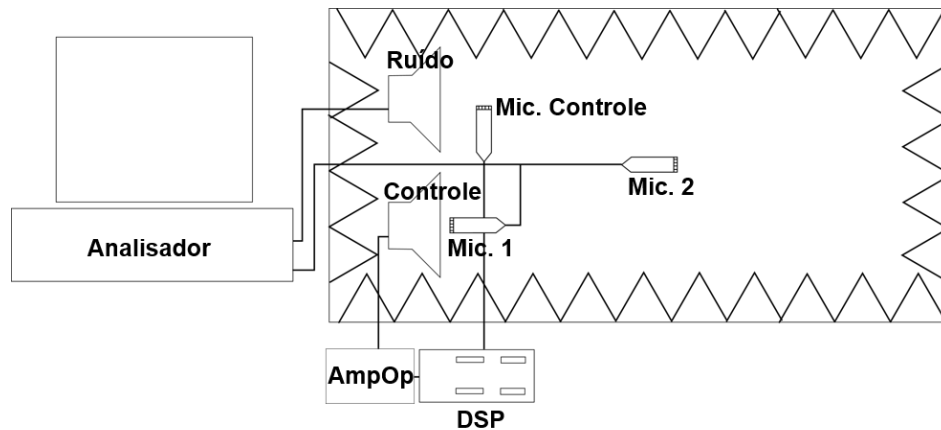 Ruído
Mic. Controle
Controle
Mic. 2
Analisador
Mic. 1
AmpOp
DSP